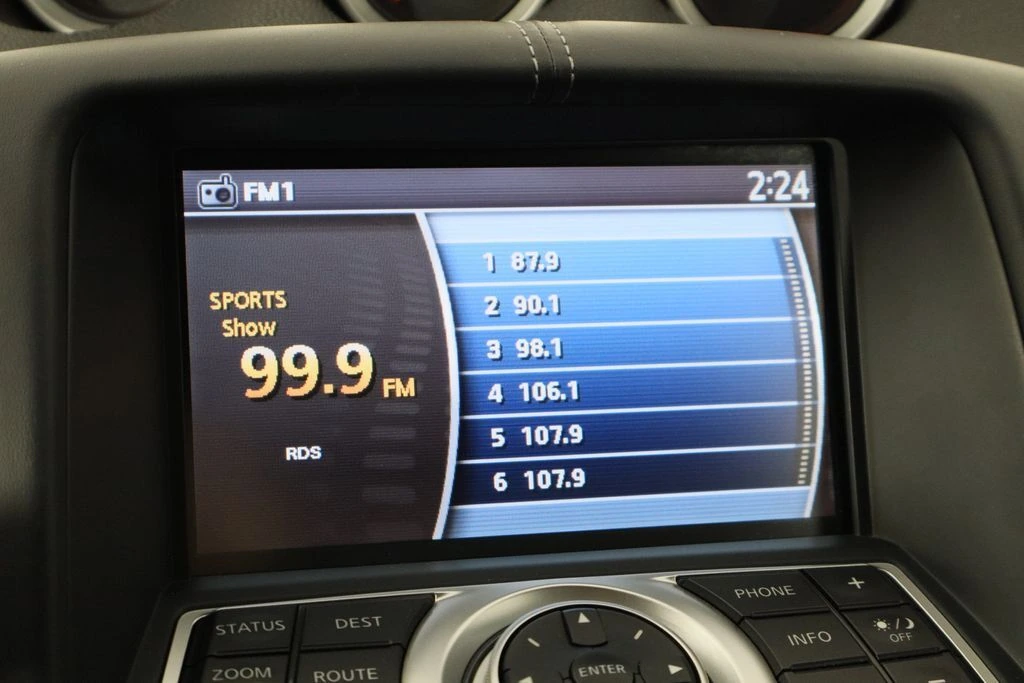 FM1
2:24
SPORTS
Show
99.9 FM
RDS
1 87.9
2 90.1
3 98.1
4 106.1
5 107.9
6 107.9
STATUS
DEST
ZOOM
ROUTE
ENTER
PHONE
+
INFO
/ OFF
-